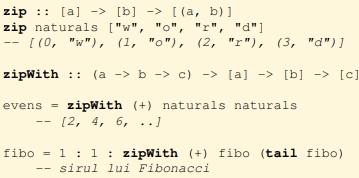 zip :: [a] -> [b] -> [(a, b)]
zip naturals ["w", "o", "r", "d"]
-- [(0, "w"), (1, "o"), (2, "r"), (3, "d")]
zipWith :: (a -> b -> c) -> [a] -> [b] -> [c]
evens = zipWith (+) naturals naturals
-- [2, 4, 6, ..]
fibo = 1 : 1 : zipWith (+) fibo (tail fibo)
-- sirul lui Fibonacci